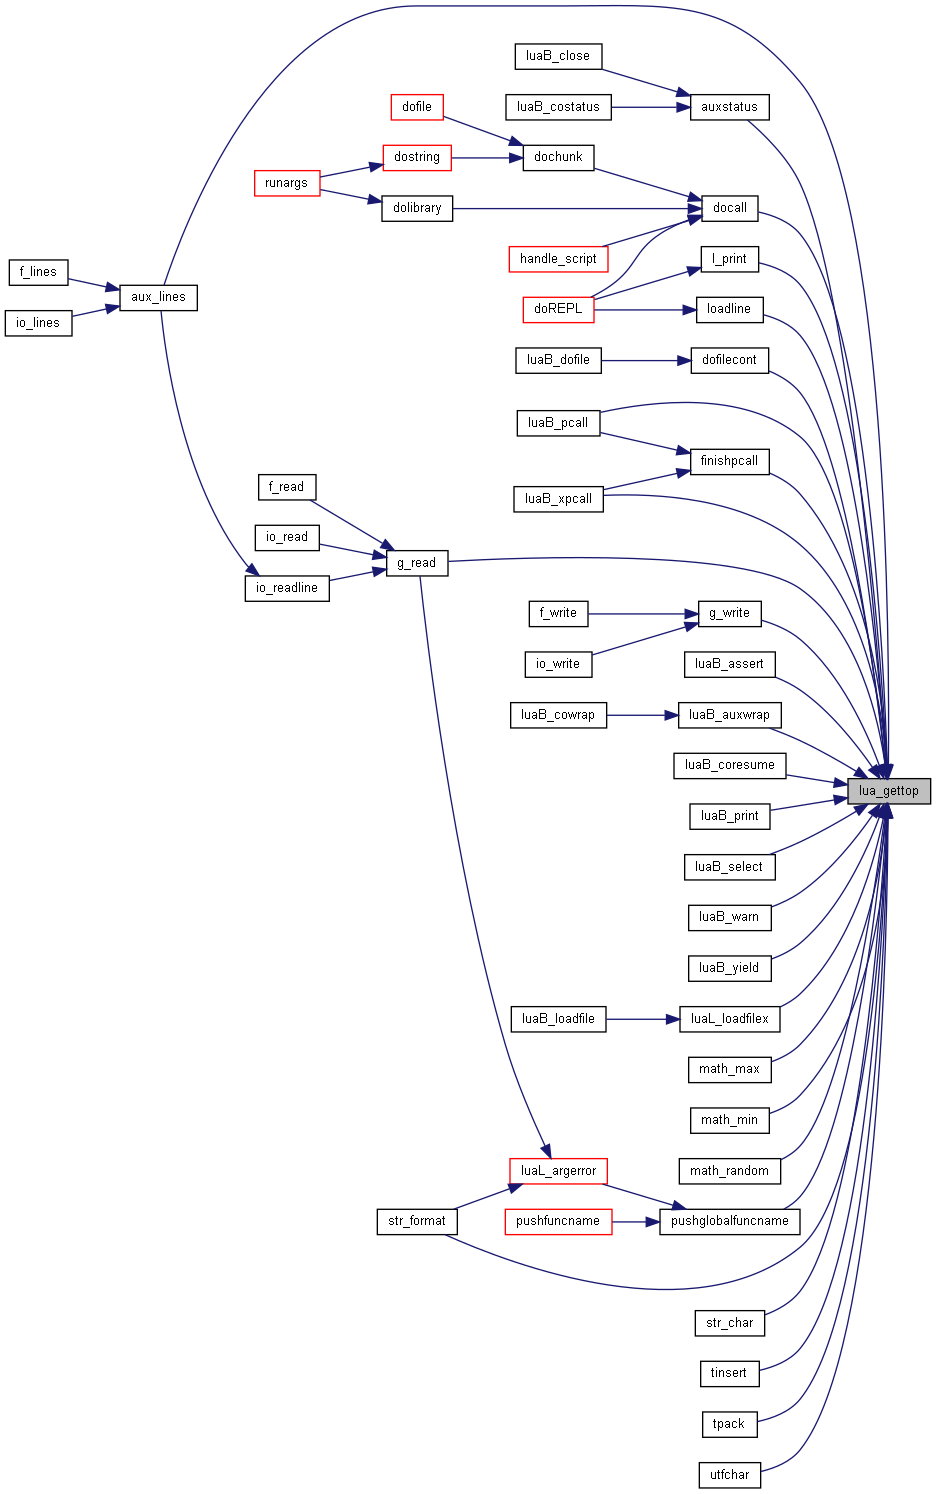 luaB_close
luaB_costatus
auxstatus
dofile
dostring
dochunk
runargs
dolibrary
docall
handle_script
l_print
f_lines
aux_lines
io_lines
doREPL
loadline
luaB_dofile
dofilecont
luaB_pcall
finishpcall
f_read
luaB_xpcall
io_read
g_read
io_readline
f_write
g_write
io_write
luaB_assert
luaB_cowrap
luaB_auxwrap
luaB_coresume
lua_gettop
luaB_print
luaB_select
luaB_warn
luaB_yield
luaB_loadfile
luaL_loadfilex
math_max
math_min
luaL_argerror
math_random
str_format
pushfuncname
pushglobalfuncname
str_char
tinsert
tpack
utfchar